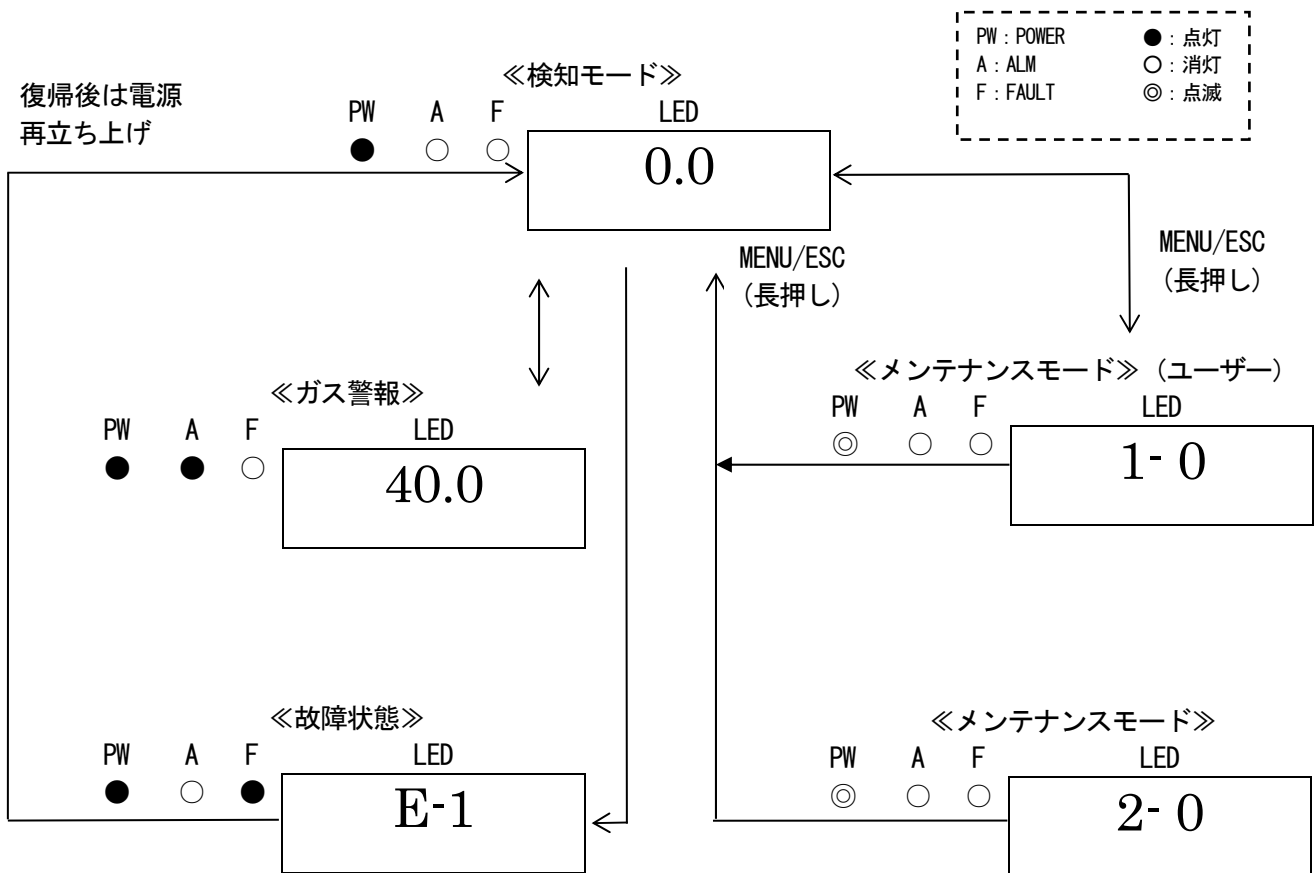 PW：POWER ●：点灯
A：ALM ○：消灯
F：FAULT ◎：点滅
復帰後は電源
再立ち上げ
≪検知モード≫
PW A F LED
● ○ ○ 0.0
MENU/ESC
（長押し）
MENU/ESC
（長押し）
≪ガス警報≫
PW A F LED
● ● ○ 40.0
≪メンテナンスモード≫（ユーザー）
PW A F LED
◎ ○ ○ 1- 0
≪故障状態≫
PW A F LED
● ○ ● E-1
≪メンテナンスモード≫
PW A F LED
◎ ○ ○ 2- 0